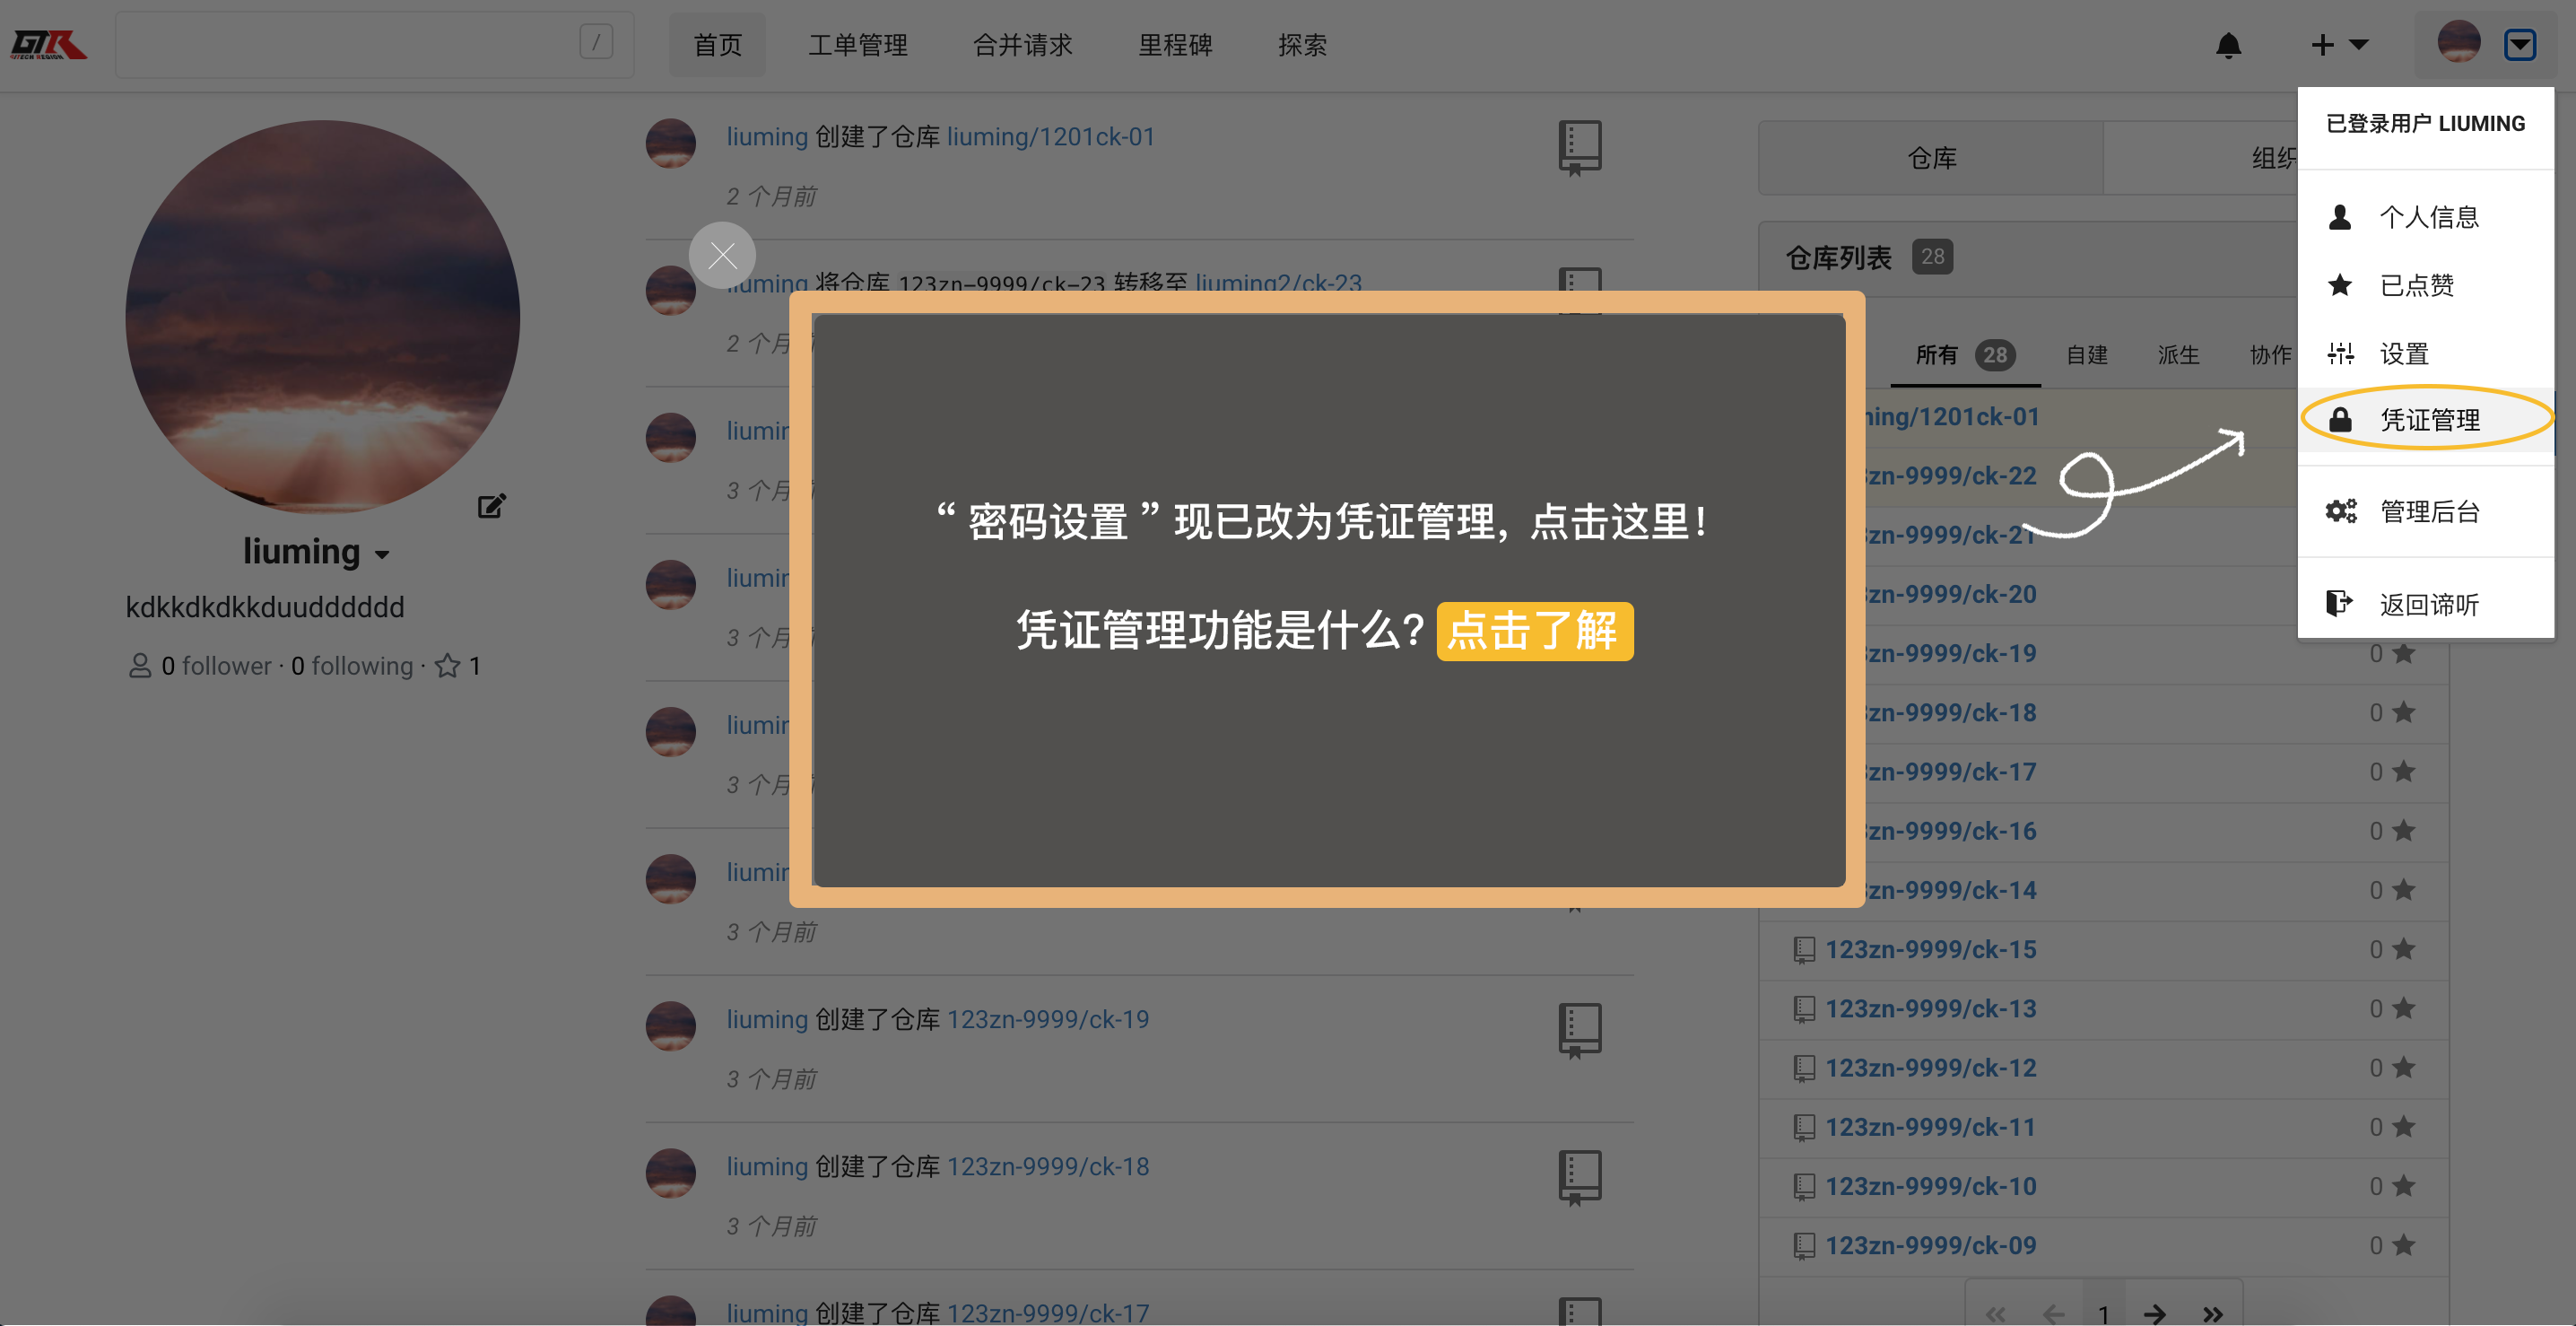 GTR
GITECH REGION
/
首页
工单管理
合并请求
里程碑
探索
liuming
kdkkdkdkkduudddddd
0 follower · 0 following · 1
liuming 创建了仓库 liuming/1201ck-01
2 个月前
liuming 将仓库 123zn-9999/ck-23 转移至 liuming2/ck-23
2 个月
3 个月
3 个月
3 个月
3 个月前
liuming 创建了仓库 123zn-9999/ck-19
3 个月前
liuming 创建了仓库 123zn-9999/ck-18
3 个月前
liuming 创建了仓库 123zn-9999/ck-17
“ 密码设置 ” 现已改为凭证管理, 点击这里!
凭证管理功能是什么? 点击了解
仓库
组织
仓库列表 28
所有 28
自建
派生
协作
ning/1201ck-01
zn-9999/ck-22
zn-9999/ck-21
zn-9999/ck-20
zn-9999/ck-19 0
zn-9999/ck-18 0
zn-9999/ck-17 0
zn-9999/ck-16 0
zn-9999/ck-14 0
123zn-9999/ck-15 0
123zn-9999/ck-13 0
123zn-9999/ck-12 0
123zn-9999/ck-11 0
123zn-9999/ck-10 0
123zn-9999/ck-09 0
1
已登录用户 LIUMING
个人信息
已点赞
设置
凭证管理
管理后台
返回谛听